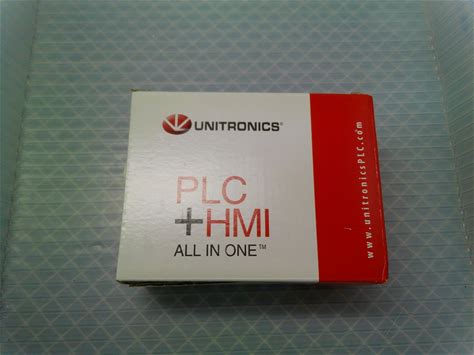 UNITRONICS®
PLC
+HMI
ALL IN ONE™
www.unitronicsPLC.com